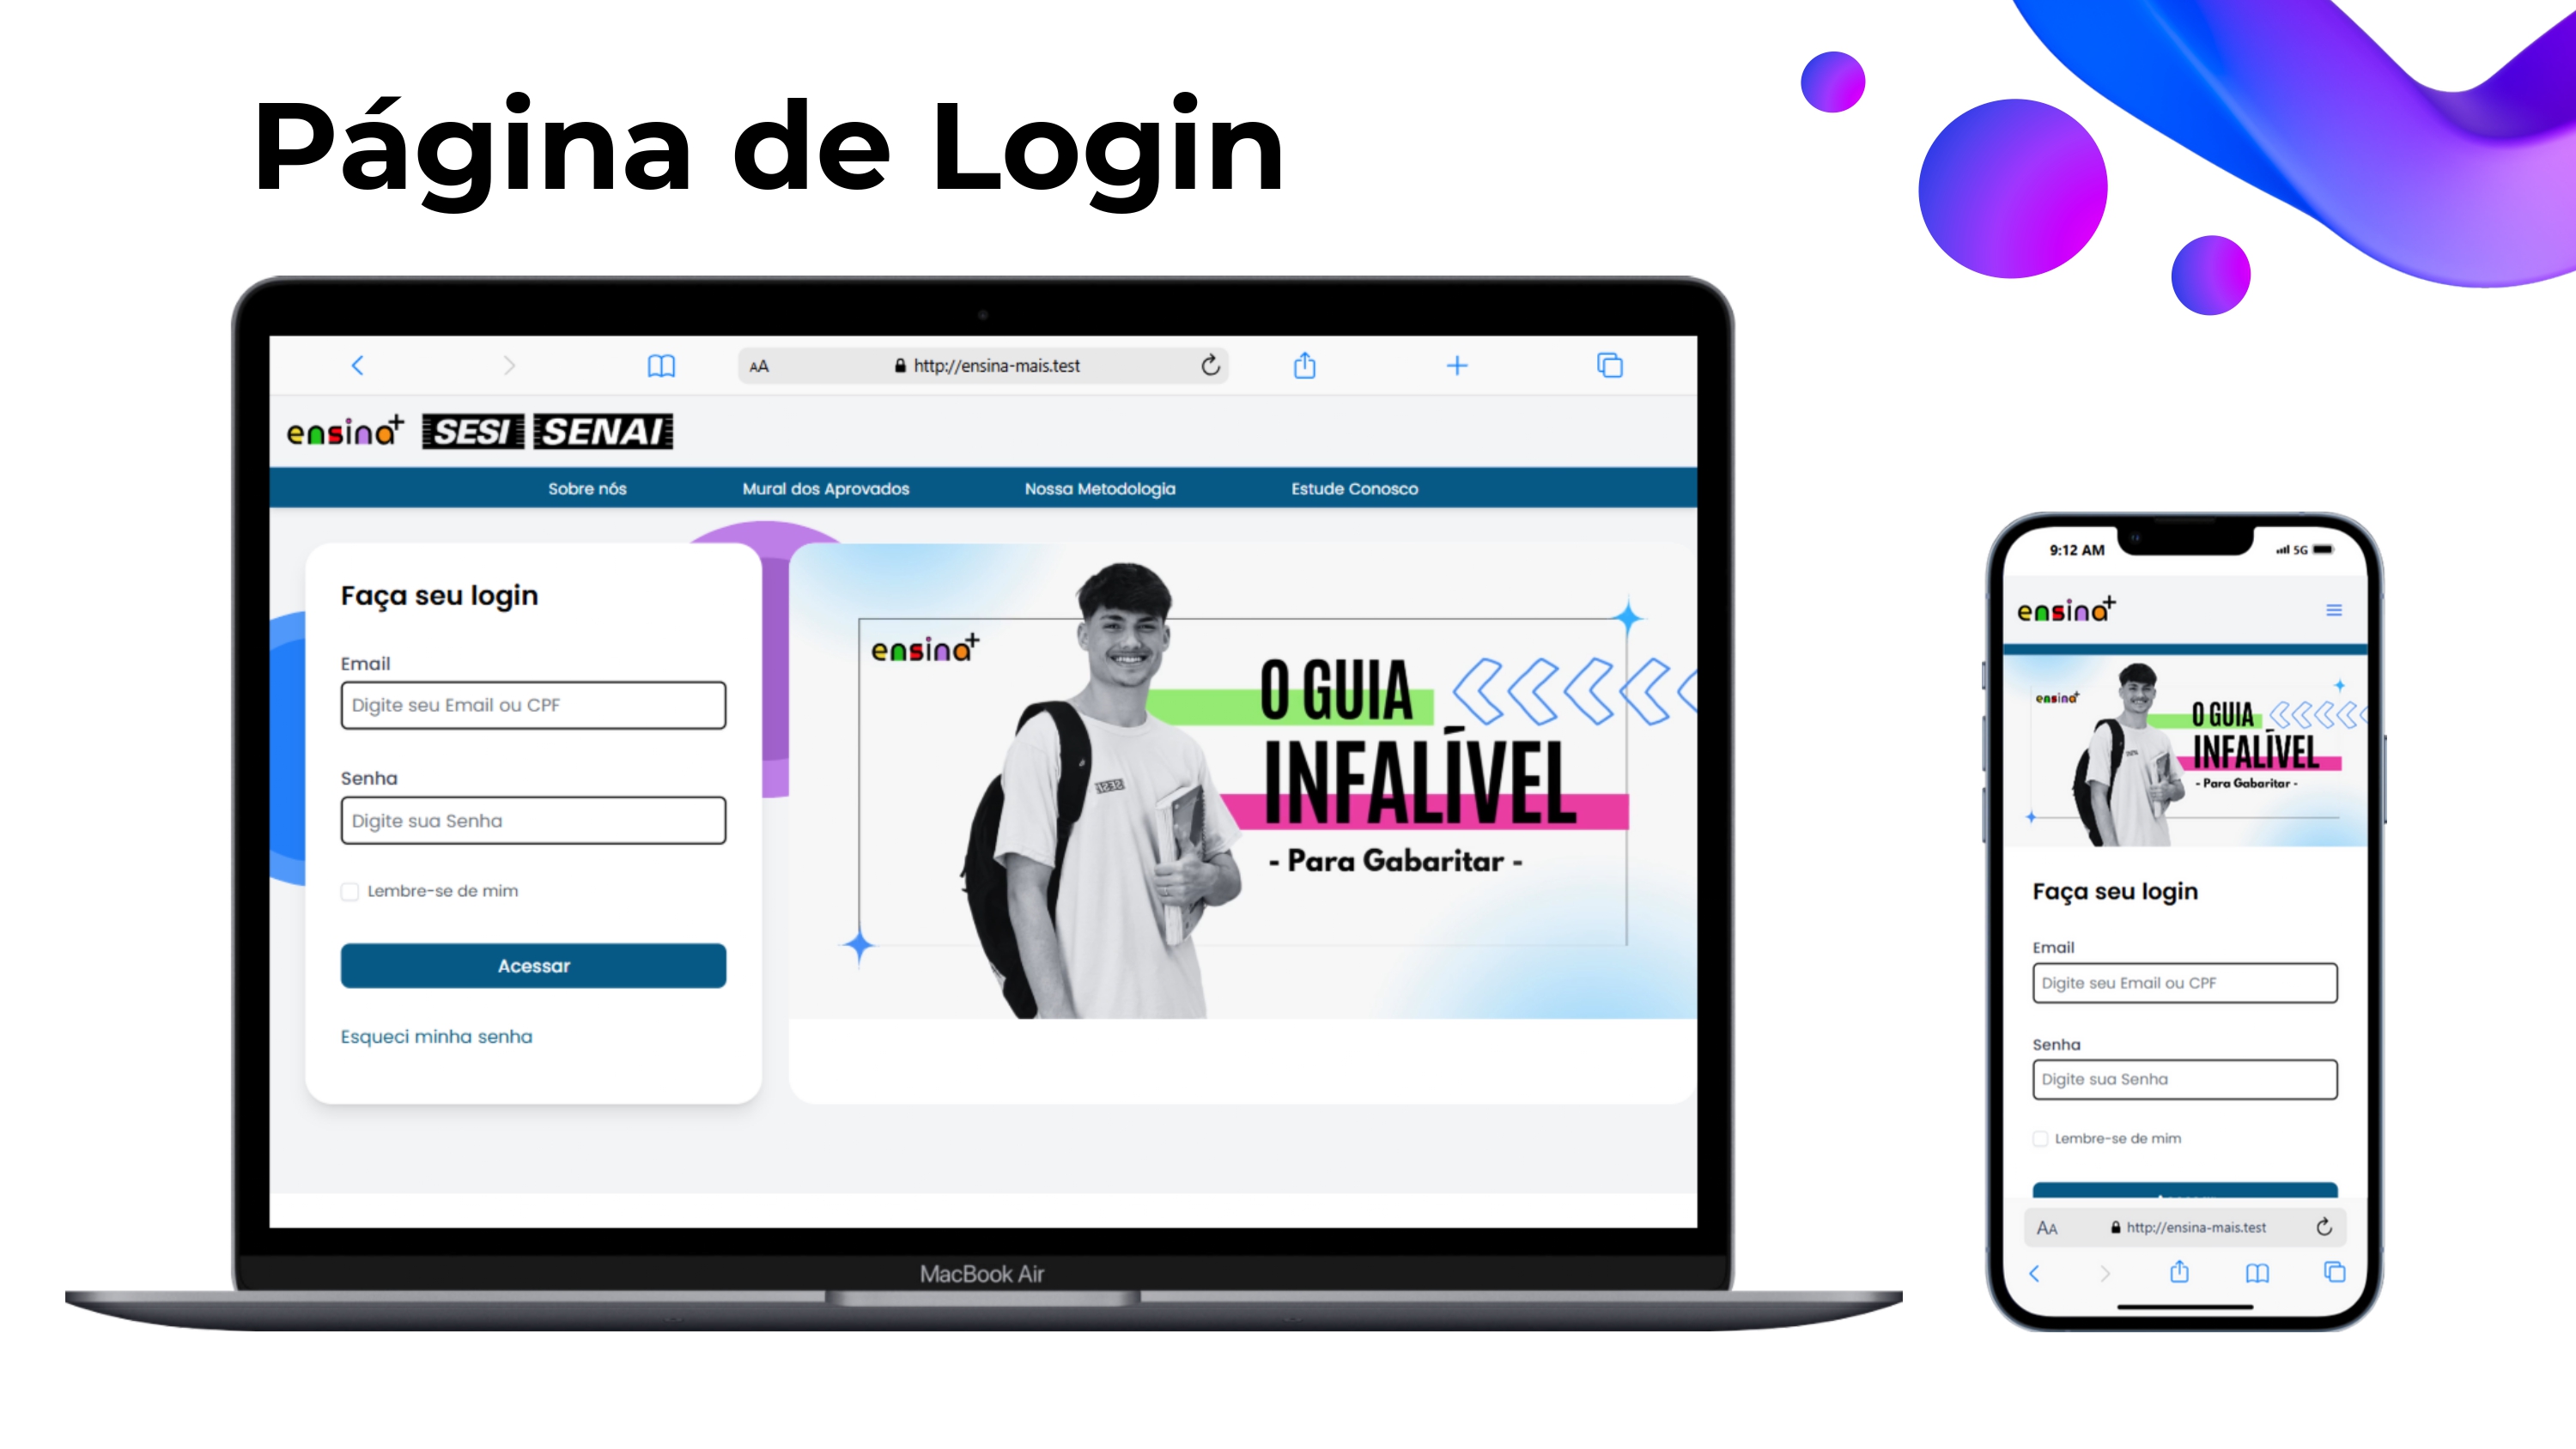 Página de Login
AA http://ensina-mais.test
ensina+ SESI SENAI
Sobre nós Mural dos Aprovados Nossa Metodologia Estude Conosco
Faça seu login
Email
Digite seu Email ou CPF
Senha
Digite sua Senha
Lembre-se de mim
Acessar
Esqueci minha senha
ensina+
O GUIA
INFALÍVEL
- Para Gabaritar -
MacBook Air
9:12 AM 5G
ensina+
ensina+
O GUIA
INFALÍVEL
- Para Gabaritar -
Faça seu login
Email
Digite seu Email ou CPF
Senha
Digite sua Senha
Lembre-se de mim
AA http://ensina-mais.test